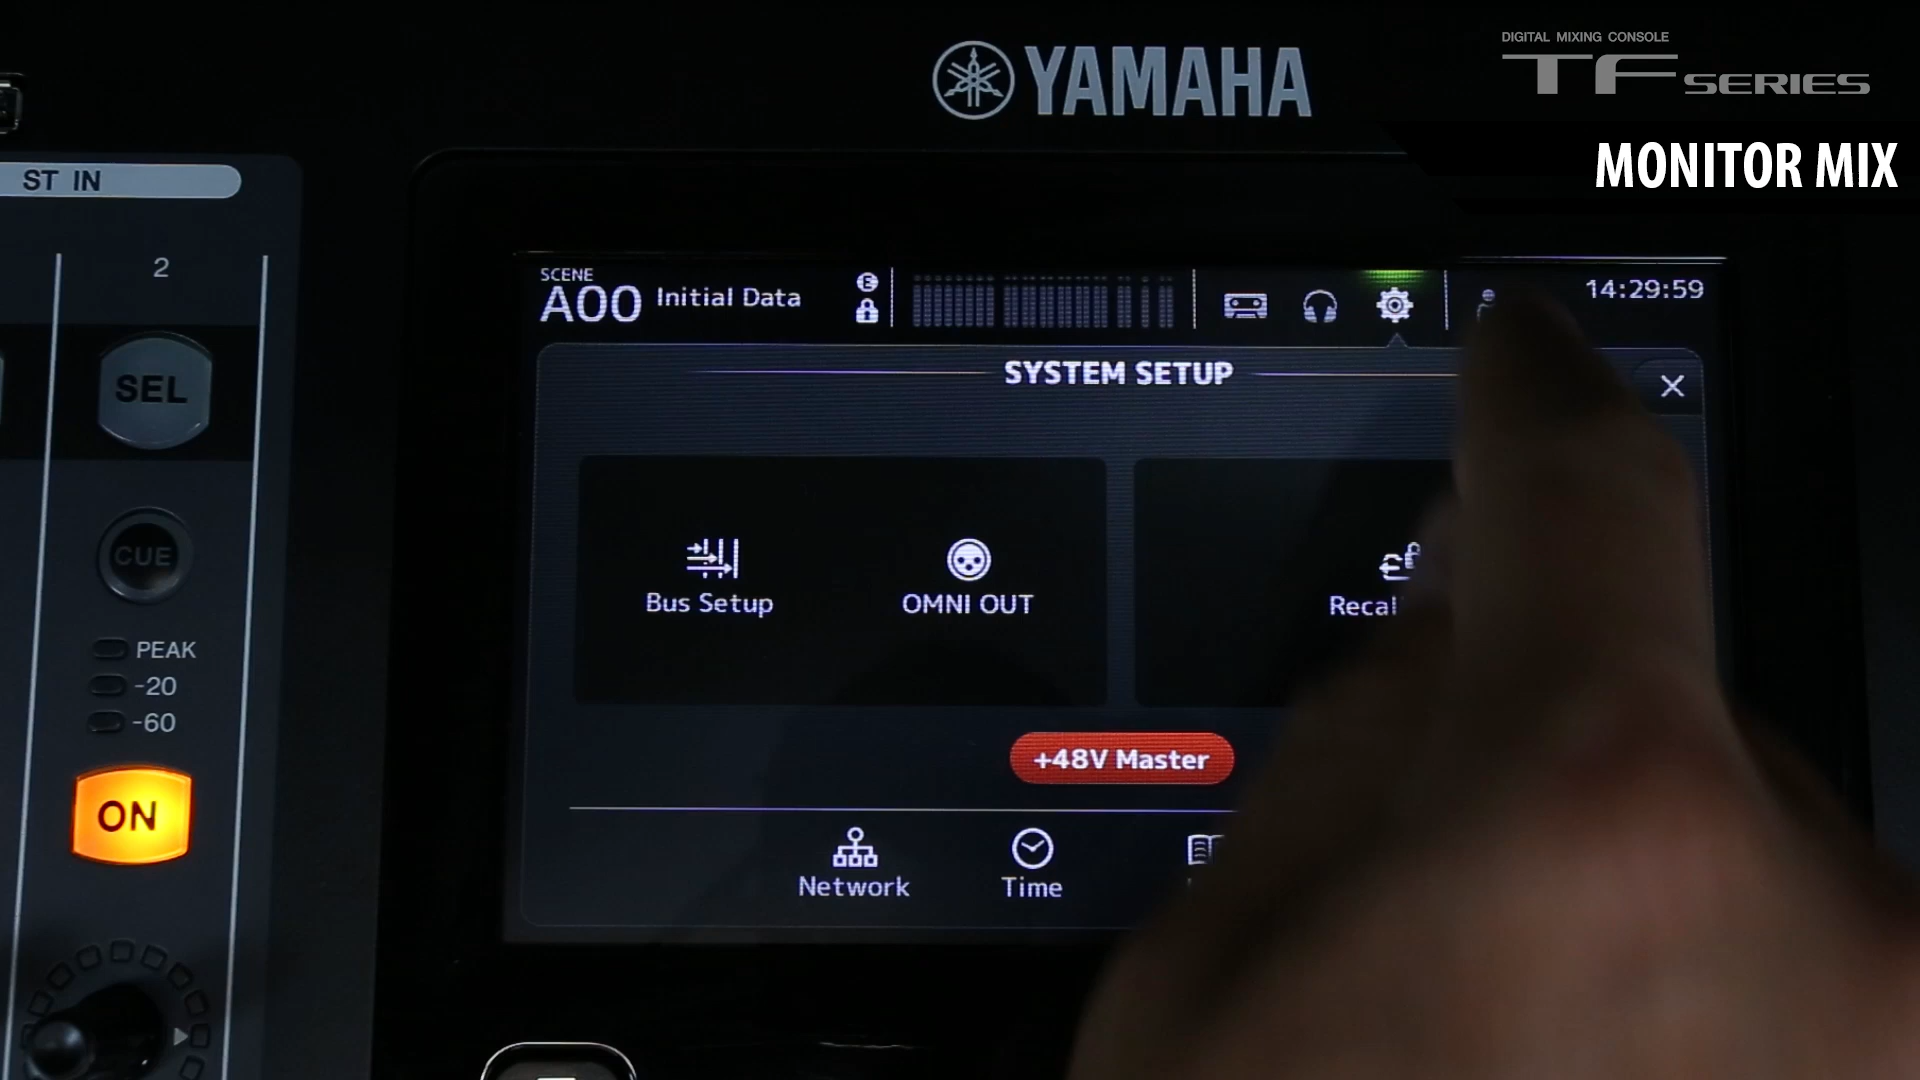 YAMAHA
DIGITAL MIXING CONSOLE
TF SERIES
MONITOR MIX
ST IN
2
SEL
CUE
PEAK
-20
-60
ON
SCENE
A00 Initial Data
E
14:29:59
SYSTEM SETUP
Bus Setup
OMNI OUT
+48V Master
Network
Time